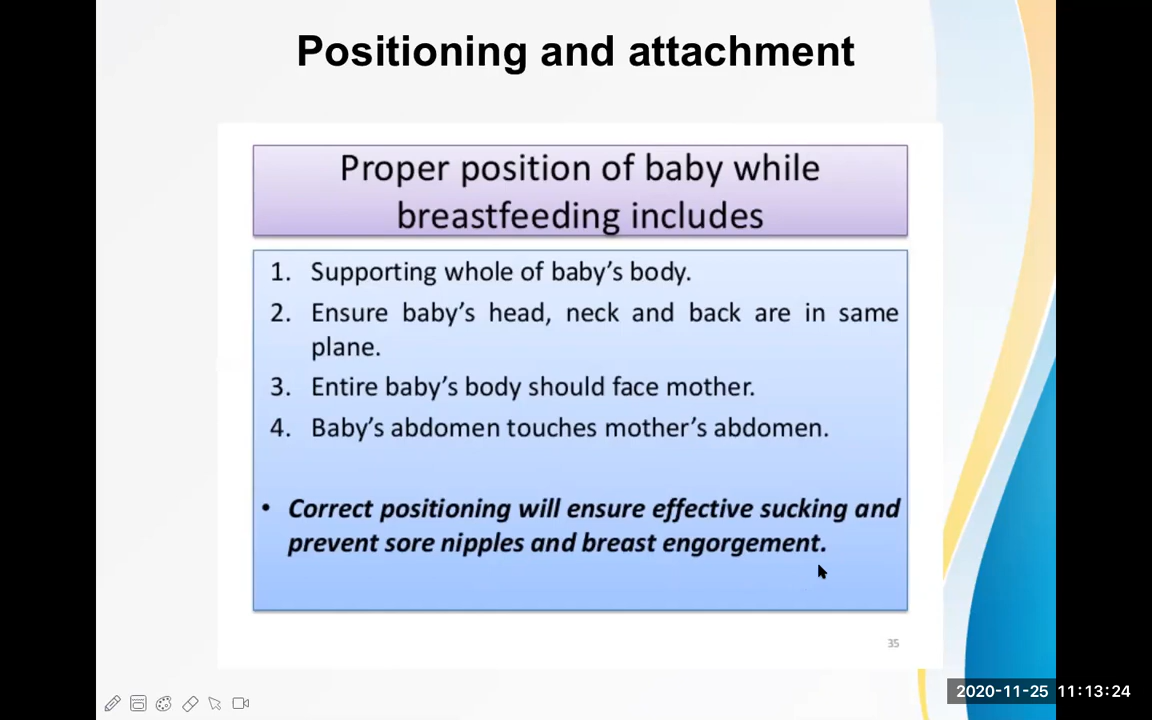 Positioning and attachment
Proper position of baby while
breastfeeding includes
1. Supporting whole of baby's body.
2. Ensure baby's head, neck and back are in same
plane.
3. Entire baby's body should face mother.
4. Baby's abdomen touches mother's abdomen.
• Correct positioning will ensure effective sucking and
prevent sore nipples and breast engorgement.
35
2020-11-25 11:13:24